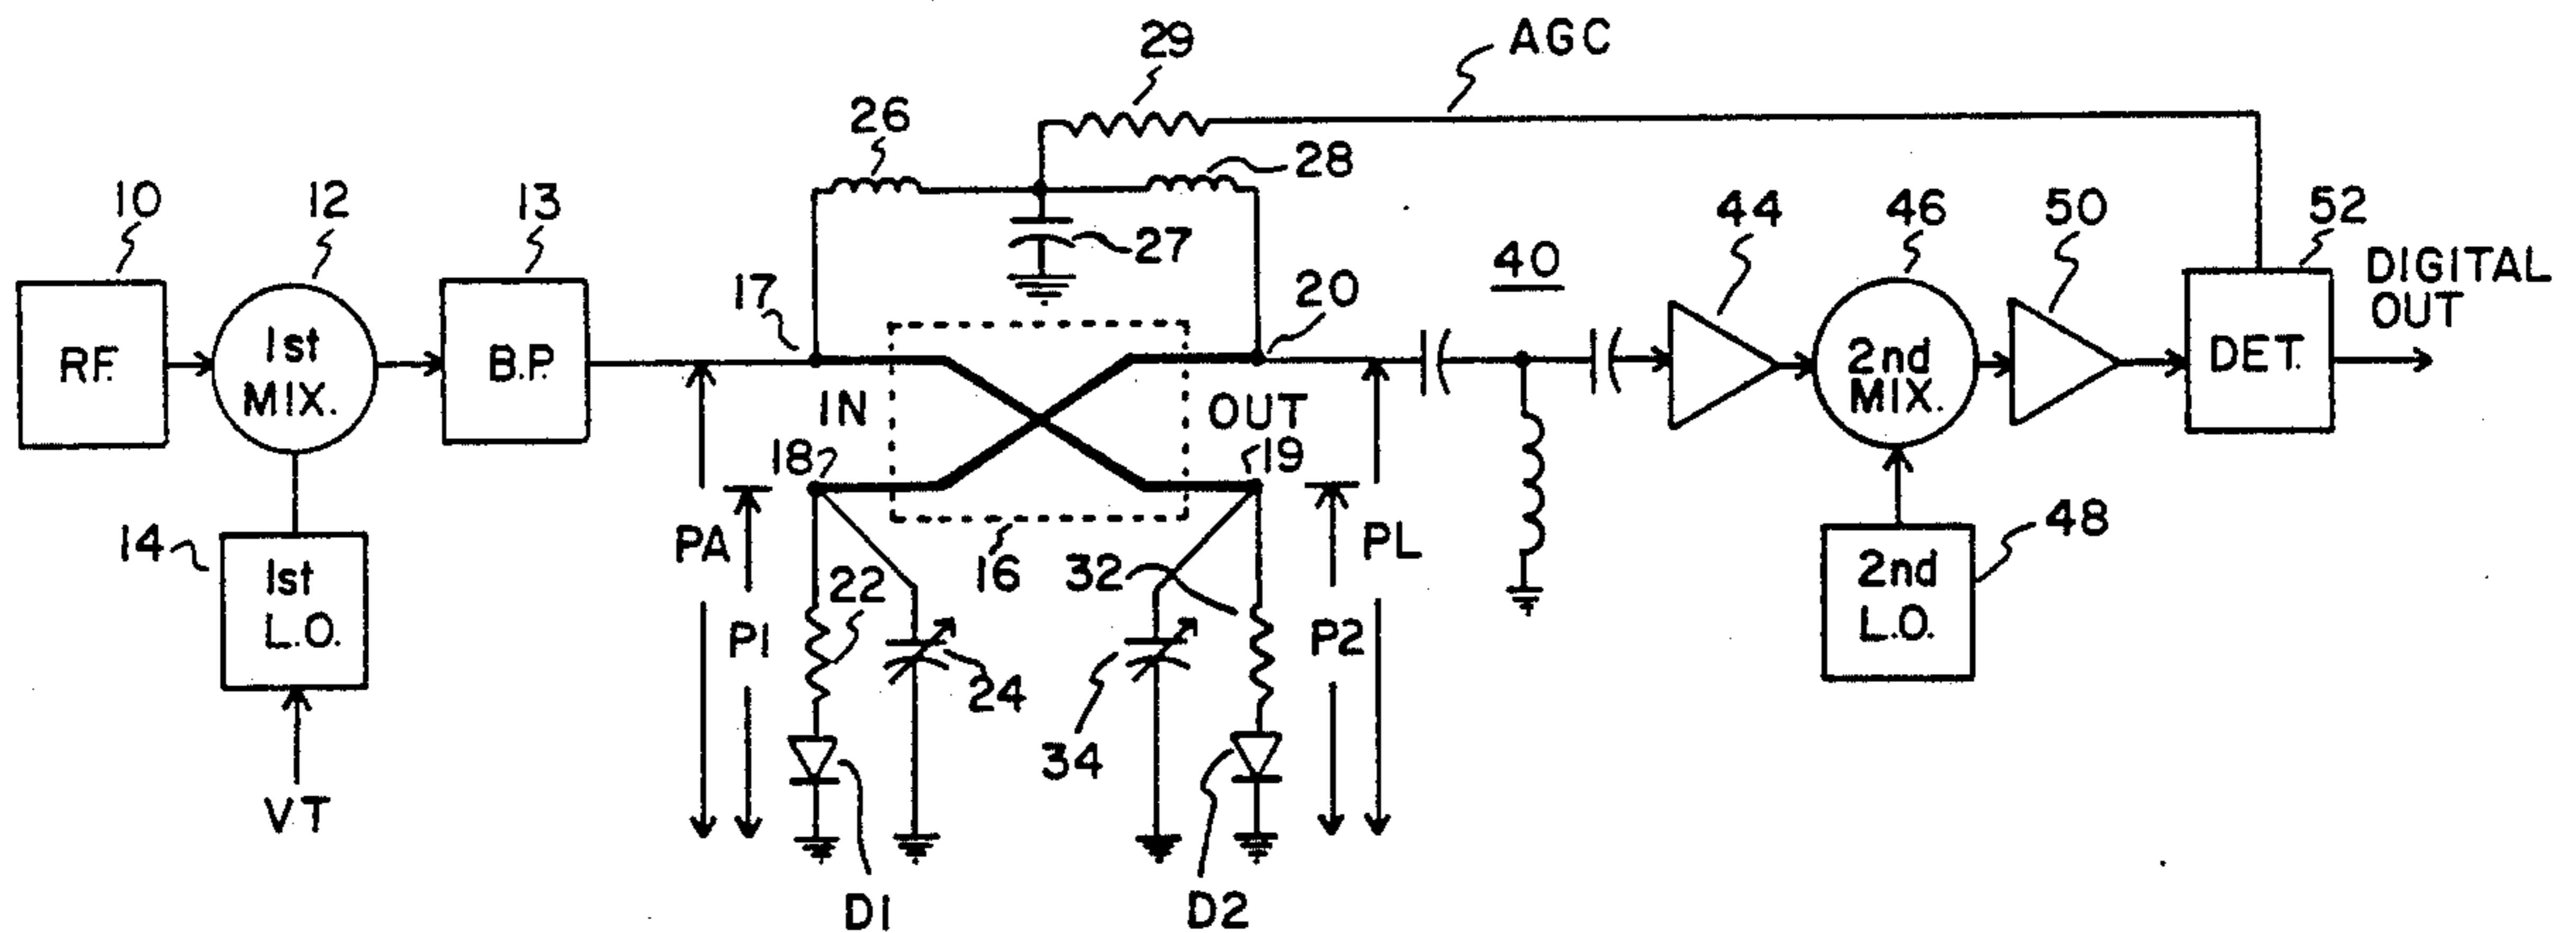 29
AGC
26
28
10
12
13
27
17
40
20
44
46
50
52
RF.
1st
MIX.
B.P.
IN
OUT
2nd
MIX.
DET.
DIGITAL
OUT
18
19
14
1st
L.O.
PA
P1
22
16
32
PL
P2
24
34
2nd
L.O.
48
VT
D1
D2